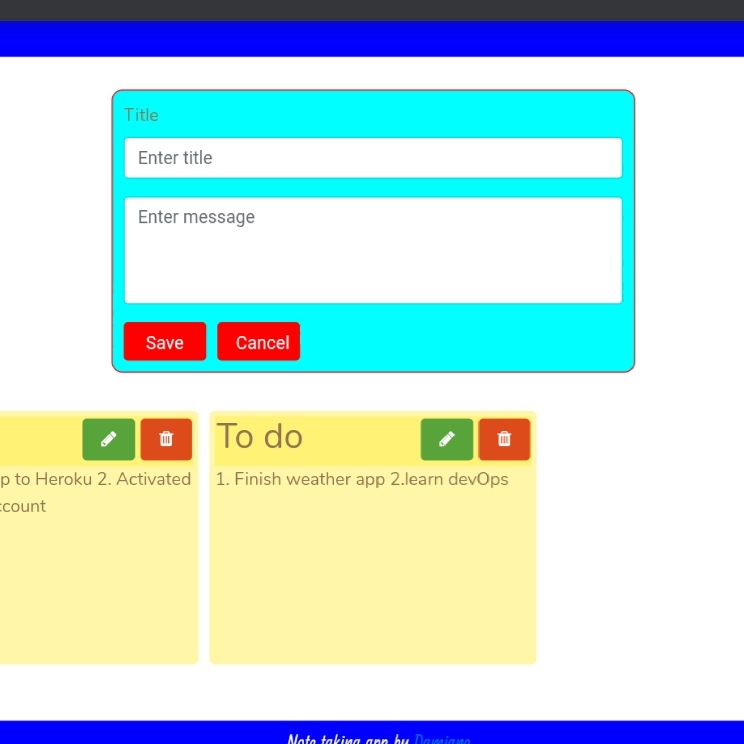 Title
Enter title
Enter message
Save Cancel
p to Heroku 2. Activated
ccount
To do
1. Finish weather app 2.learn devOps
Note taking app by Damiano